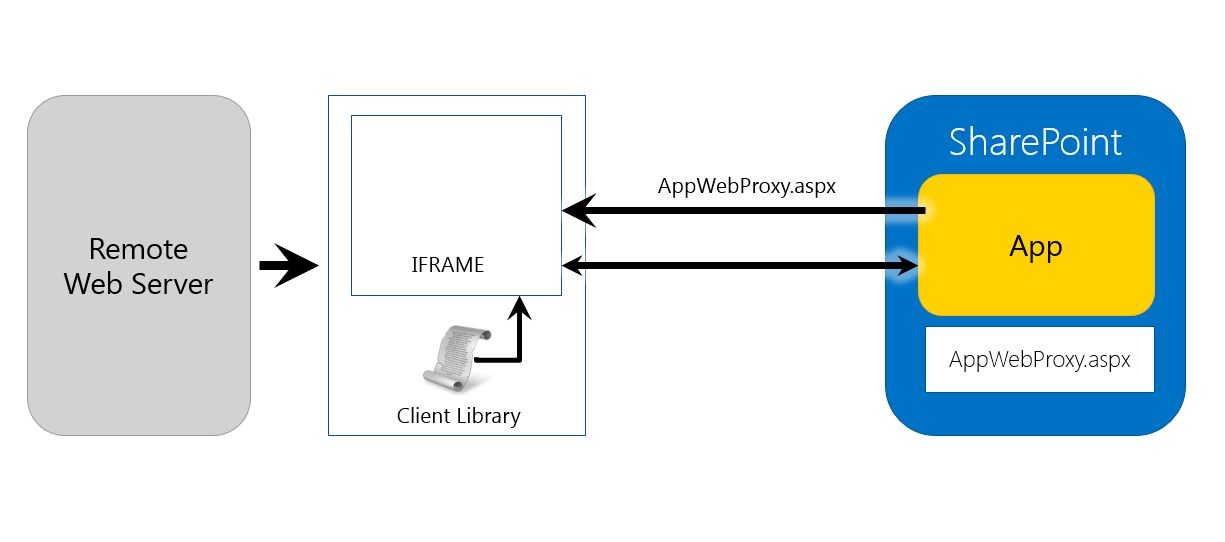 Remote
Web Server
IFRAME
Client Library
AppWebProxy.aspx
SharePoint
App
AppWebProxy.aspx